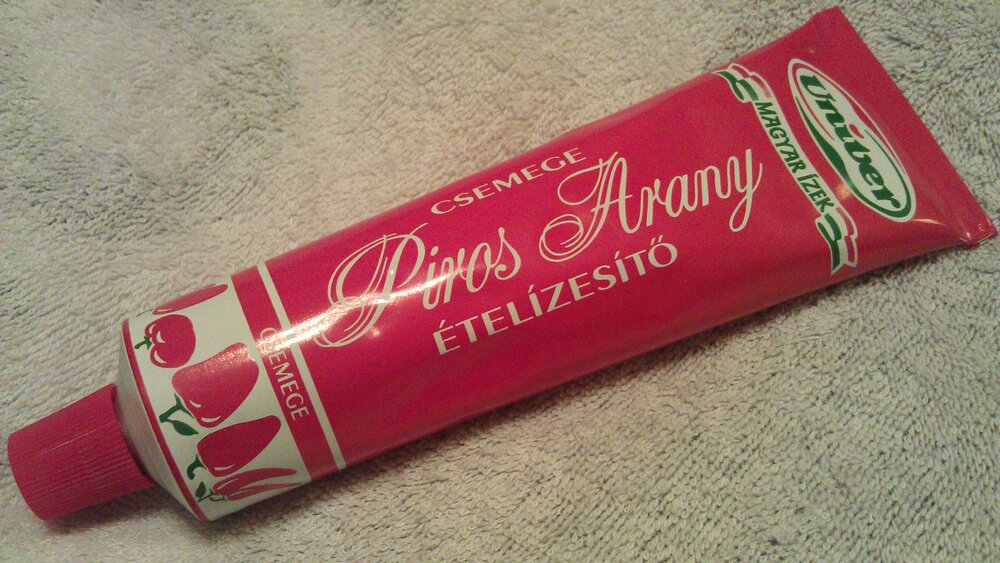 CSEMEGE
Piros Arany
ÉTELÍZESÍTŐ
Univer
MAGYAR ÍZEK
CSEMEGE